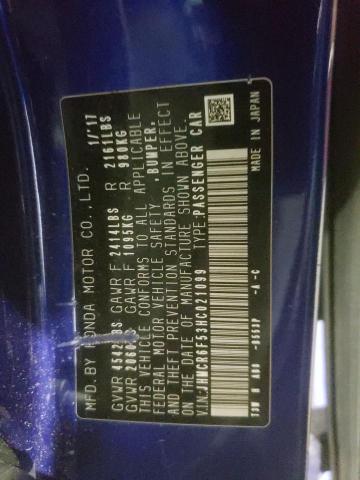 MFD. BY HONDA MOTOR CO.,LTD. 1/'17
GVWR 4542LBS GAWR F 2414LBS R 2161LBS
GVWR 2060KG GAWR F 1095KG R 980KG
THIS VEHICLE CONFORMS TO ALL APPLICABLE
FEDERAL MOTOR VEHICLE SAFETY, BUMPER,
AND THEFT PREVENTION STANDARDS IN EFFECT
ON THE DATE OF MANUFACTURE SHOWN ABOVE.
V.I.N.:JHMCR6F53HC021099 TYPE:PASSENGER CAR
-A -C MADE IN JAPAN